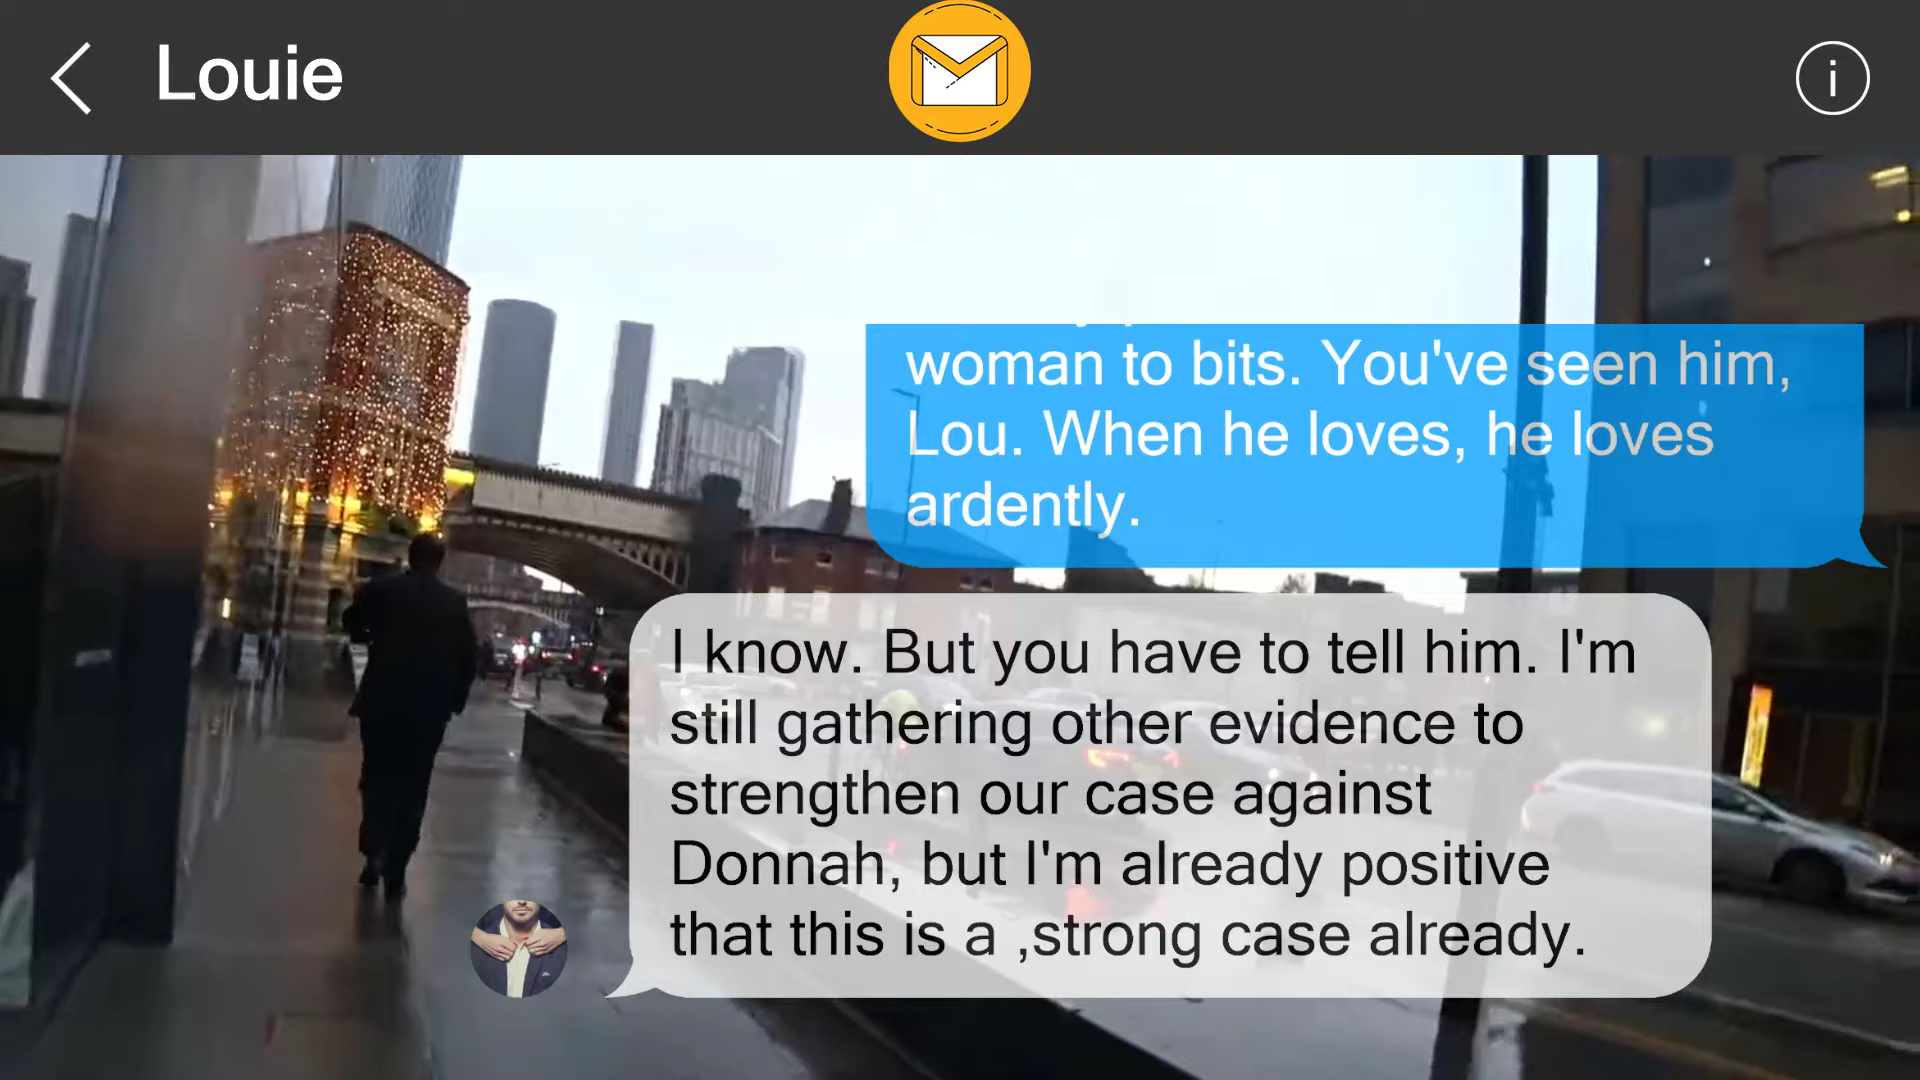 Louie
woman to bits. You've seen him,
Lou. When he loves, he loves
ardently.
I know. But you have to tell him. I'm
still gathering other evidence to
strengthen our case against
Donnah, but I'm already positive
that this is a ,strong case already.